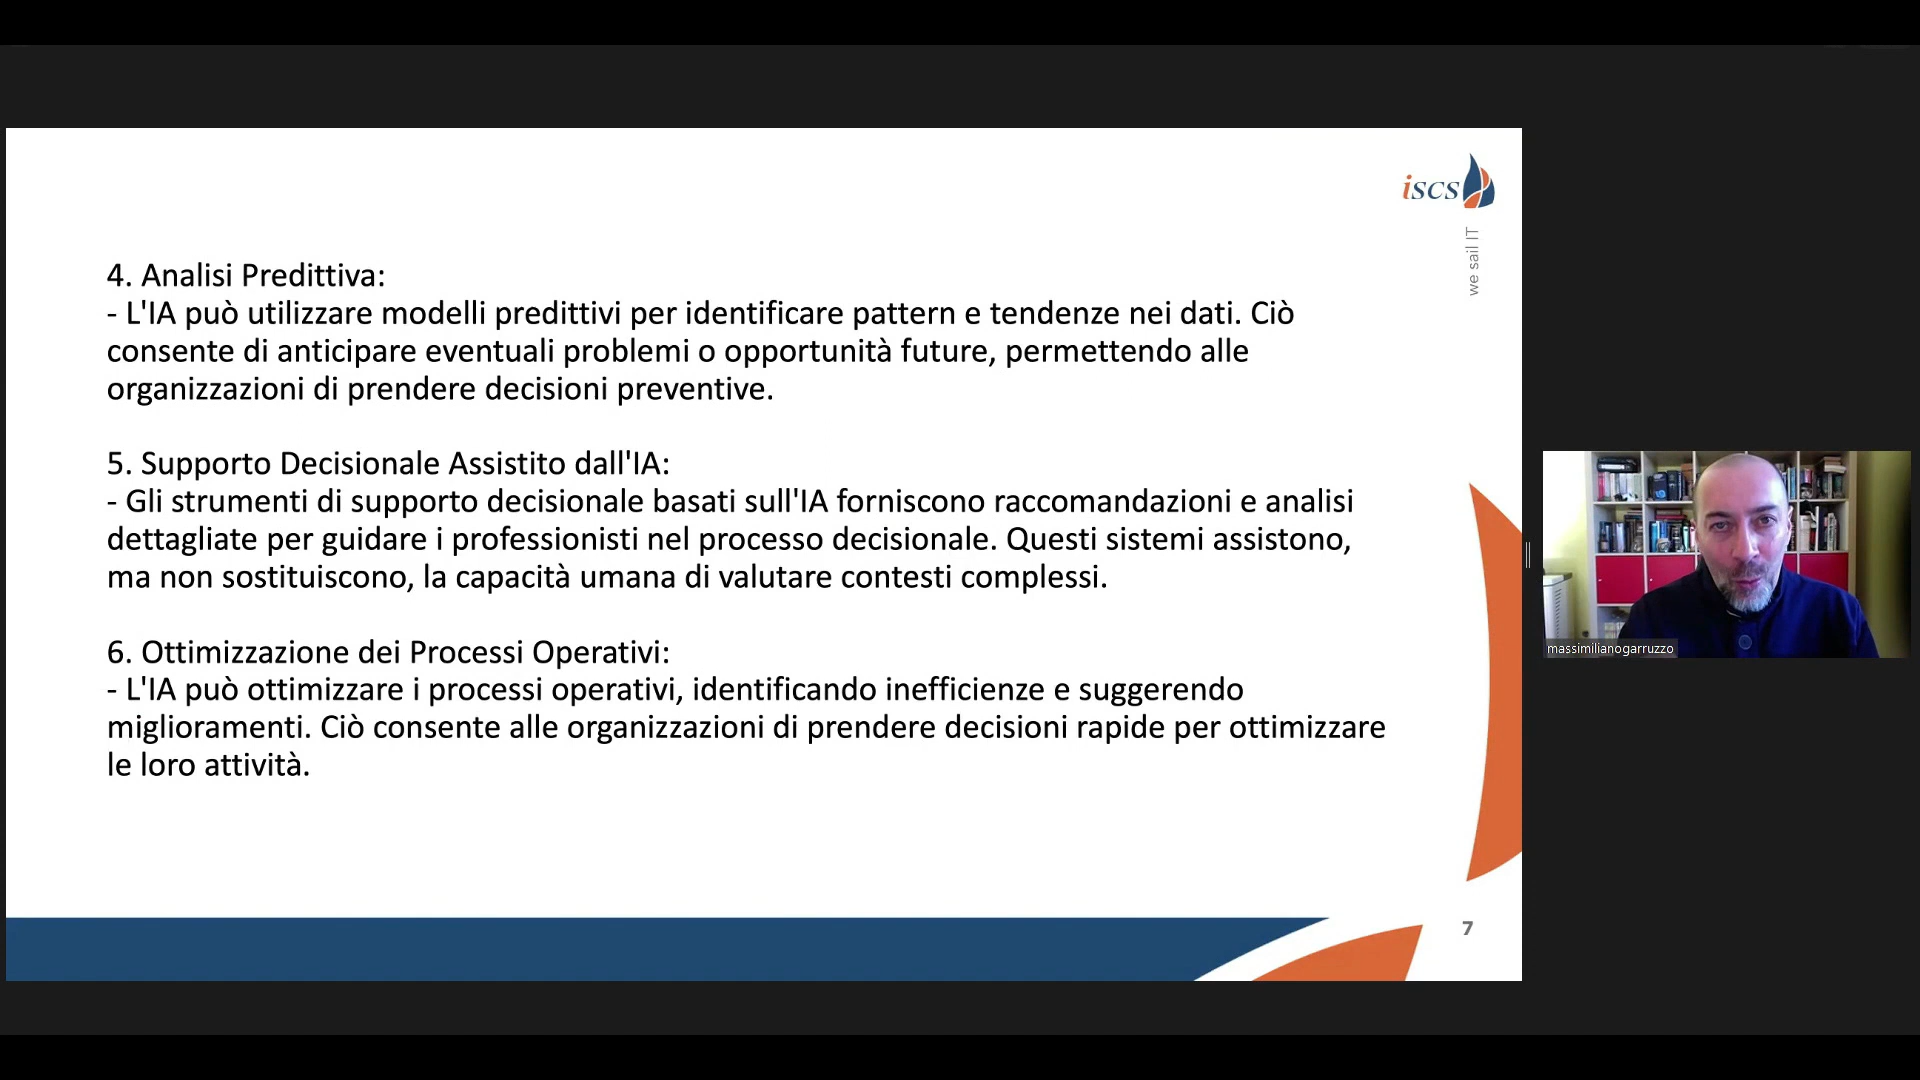 iscs
we sail IT
4. Analisi Predittiva:
- L'IA può utilizzare modelli predittivi per identificare pattern e tendenze nei dati. Ciò
consente di anticipare eventuali problemi o opportunità future, permettendo alle
organizzazioni di prendere decisioni preventive.
5. Supporto Decisionale Assistito dall'IA:
- Gli strumenti di supporto decisionale basati sull'IA forniscono raccomandazioni e analisi
dettagliate per guidare i professionisti nel processo decisionale. Questi sistemi assistono,
ma non sostituiscono, la capacità umana di valutare contesti complessi.
6. Ottimizzazione dei Processi Operativi:
- L'IA può ottimizzare i processi operativi, identificando inefficienze e suggerendo
miglioramenti. Ciò consente alle organizzazioni di prendere decisioni rapide per ottimizzare
le loro attività.
7
massimilianogarruzzo